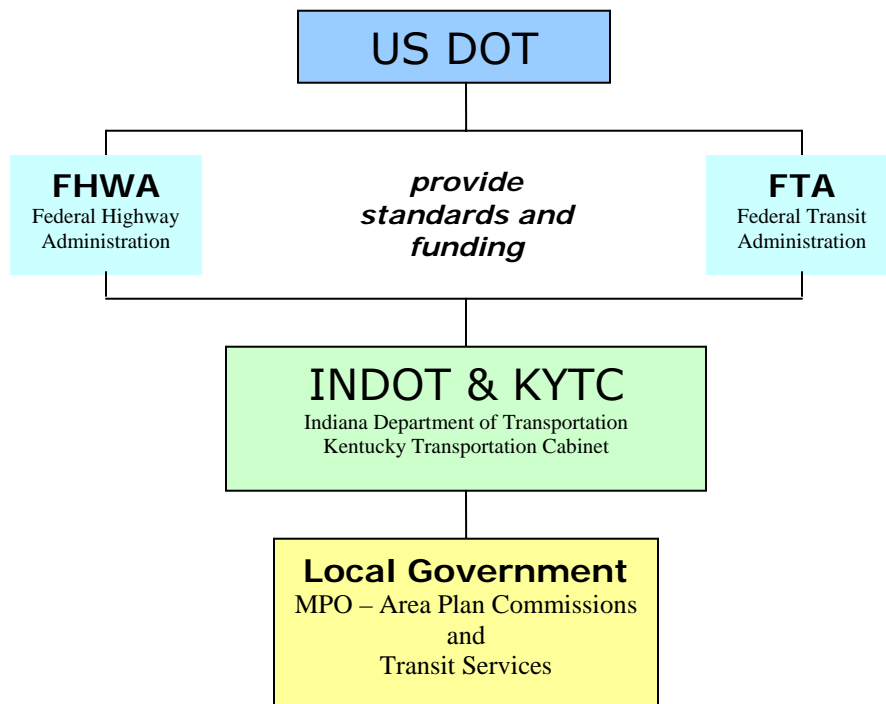 US DOT
FHWA
Federal Highway
Administration
provide
standards and
funding
FTA
Federal Transit
Administration
INDOT & KYTC
Indiana Department of Transportation
Kentucky Transportation Cabinet
Local Government
MPO – Area Plan Commissions
and
Transit Services